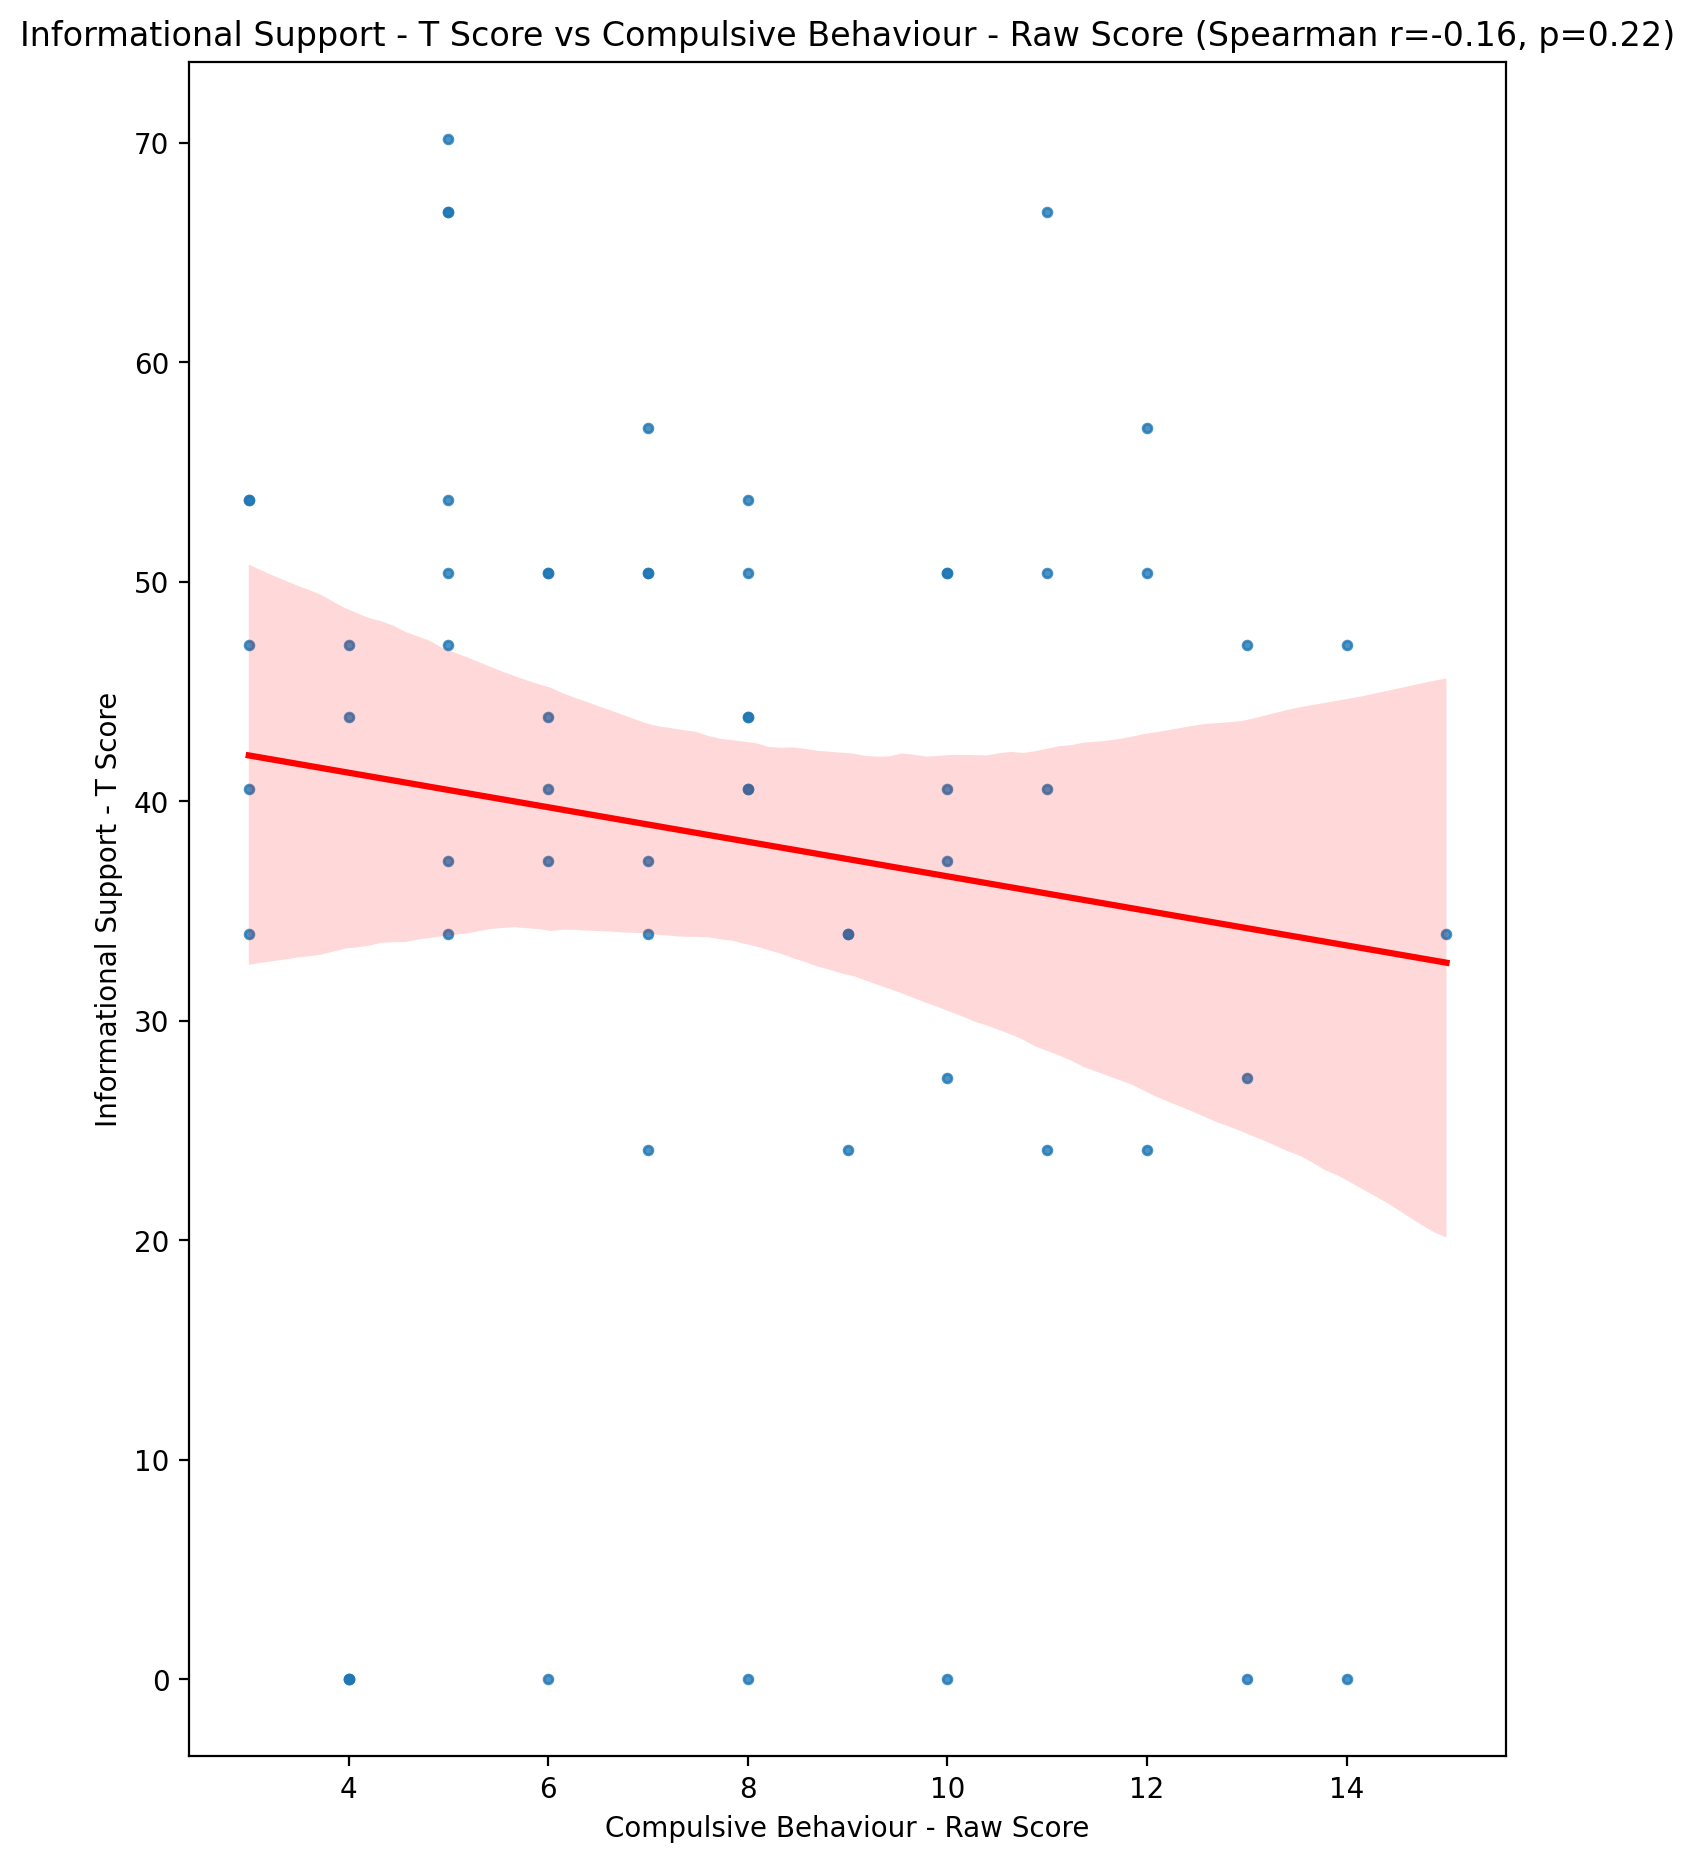 Informational Support - T Score vs Compulsive Behaviour - Raw Score (Spearman r=-0.16, p=0.22)
70
60
50
40
30
20
10
0
Informational Support - T Score
4 6 8 10 12 14
Compulsive Behaviour - Raw Score